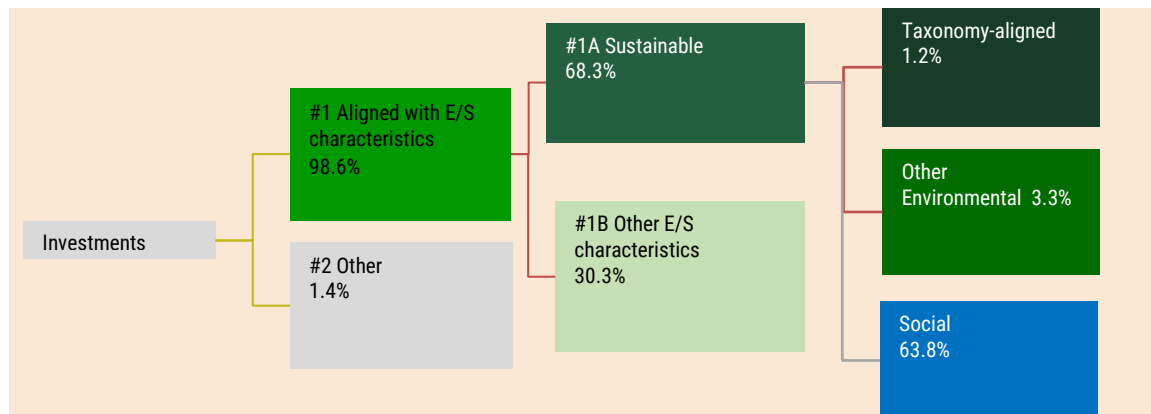 Investments
#1 Aligned with E/S
characteristics
98.6%
#2 Other
1.4%
#1A Sustainable
68.3%
#1B Other E/S
characteristics
30.3%
Taxonomy-aligned
1.2%
Other
Environmental 3.3%
Social
63.8%